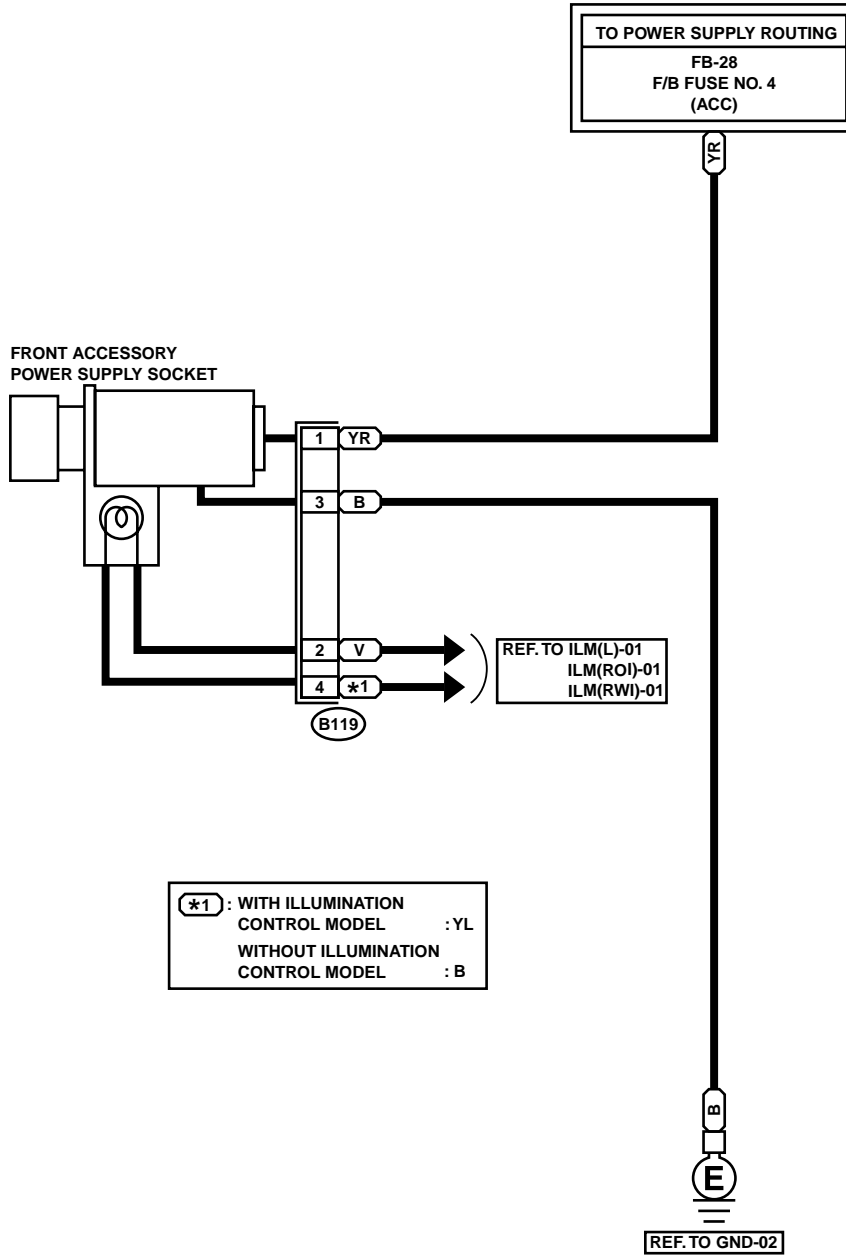 TO POWER SUPPLY ROUTING
FB-28
F/B FUSE NO. 4
(ACC)
YR
FRONT ACCESSORY
POWER SUPPLY SOCKET
1 YR
3 B
2 V
4 *1
B119
REF. TO ILM(L)-01
ILM(ROI)-01
ILM(RWI)-01
*1 : WITH ILLUMINATION
CONTROL MODEL : YL
WITHOUT ILLUMINATION
CONTROL MODEL : B
B
E
REF. TO GND-02